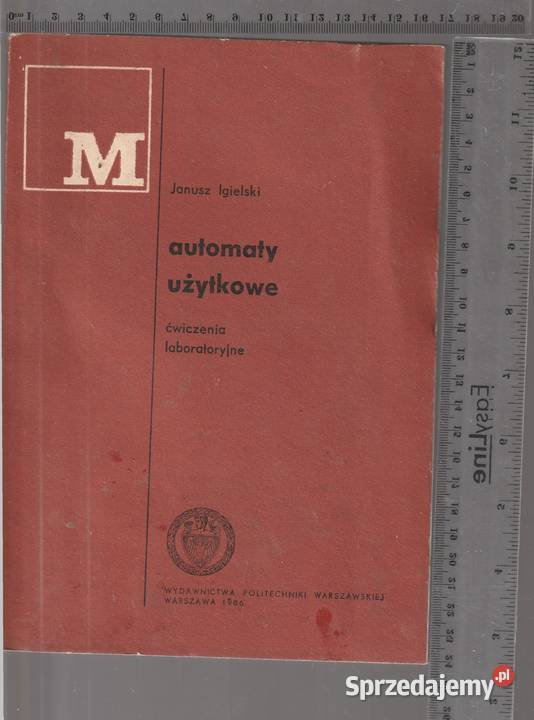 M
Janusz Igielski
automaty
użytkowe
ćwiczenia
laboratoryjne
WYDAWNICTWA POLITECHNIKI WARSZAWSKIEJ
WARSZAWA 1986
EasyLine
Sprzedajemy.pl